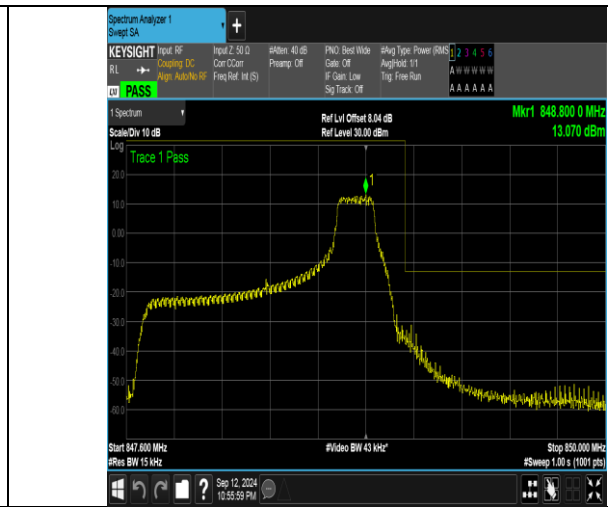 Spectrum Analyzer 1
Swept SA
+
KEYSIGHT Input: RF Input Z: 50 Ω #Atten: 40 dB PNO: Best Wide #Avg Type: Power (RMS 1 2 3 4 5 6
RL Coupling: DC Corr CCorr Preamp: Off Gate: Off Avg|Hold: 1/1 A W W W W W
Align: Auto/No RF Freq Ref: Int (S) IF Gain: Low Trig: Free Run
LXI PASS Sig Track: Off A A A A A A
1 Spectrum Ref Lvl Offset 8.04 dB Mkr1 848.800 0 MHz
Scale/Div 10 dB Ref Level 30.00 dBm 13.070 dBm
Log
Trace 1 Pass
20.0
1
10.0
0.00
-10.0
-20.0
-30.0
-40.0
-50.0
-60.0
Start 847.600 MHz #Video BW 43 kHz* Stop 850.000 MHz
#Res BW 15 kHz #Sweep 1.00 s (1001 pts)
? Sep 12, 2024
10:55:59 PM